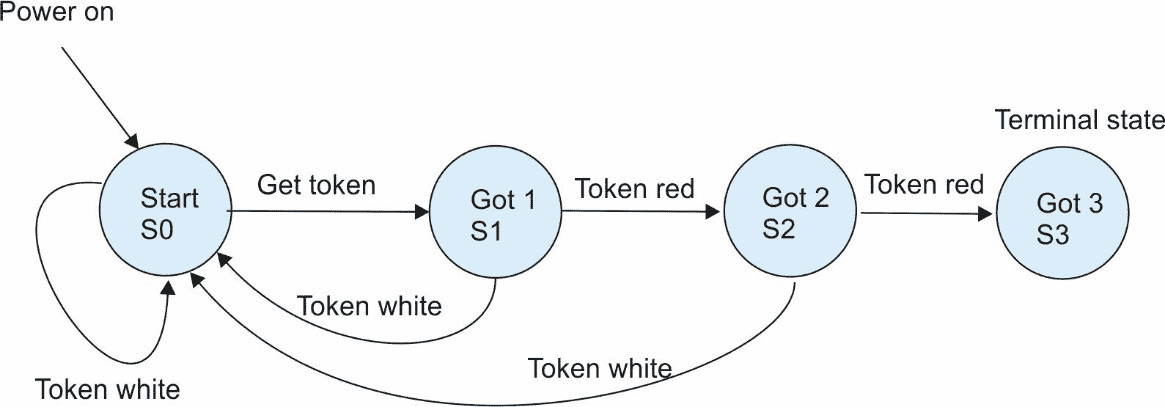 Power on
Terminal state
Start
S0
Get token
Got 1
S1
Token red
Got 2
S2
Token red
Got 3
S3
Token white
Token white
Token white